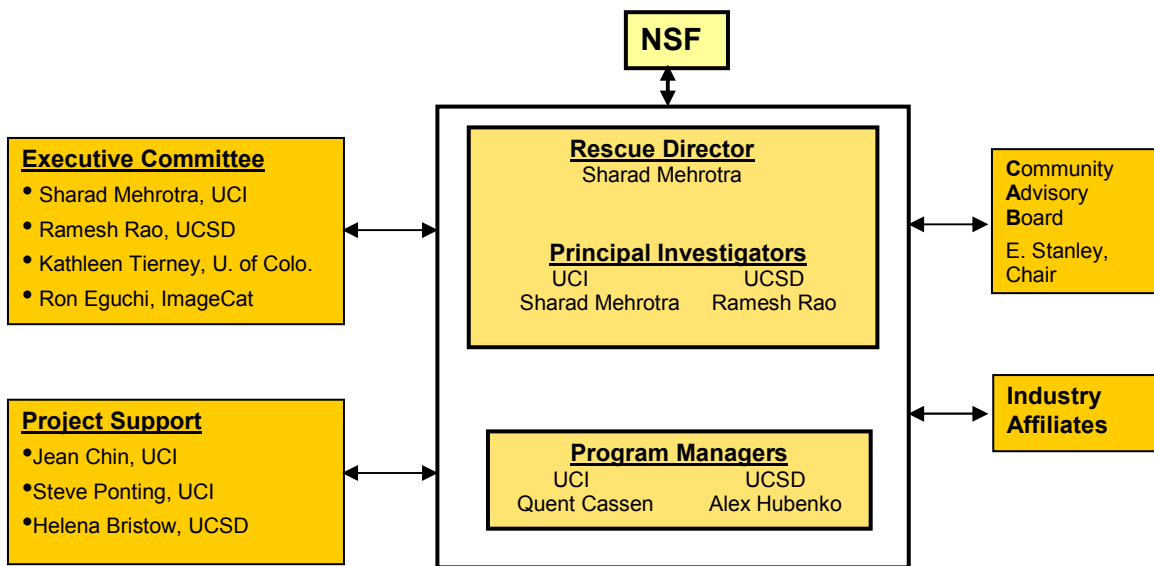 NSF
Executive Committee
• Sharad Mehrotra, UCI
• Ramesh Rao, UCSD
• Kathleen Tierney, U. of Colo.
• Ron Eguchi, ImageCat
Project Support
•Jean Chin, UCI
•Steve Ponting, UCI
•Helena Bristow, UCSD
Rescue Director
Sharad Mehrotra
Principal Investigators
UCI UCSD
Sharad Mehrotra Ramesh Rao
Program Managers
UCI UCSD
Quent Cassen Alex Hubenko
Community
Advisory
Board
E. Stanley,
Chair
Industry
Affiliates